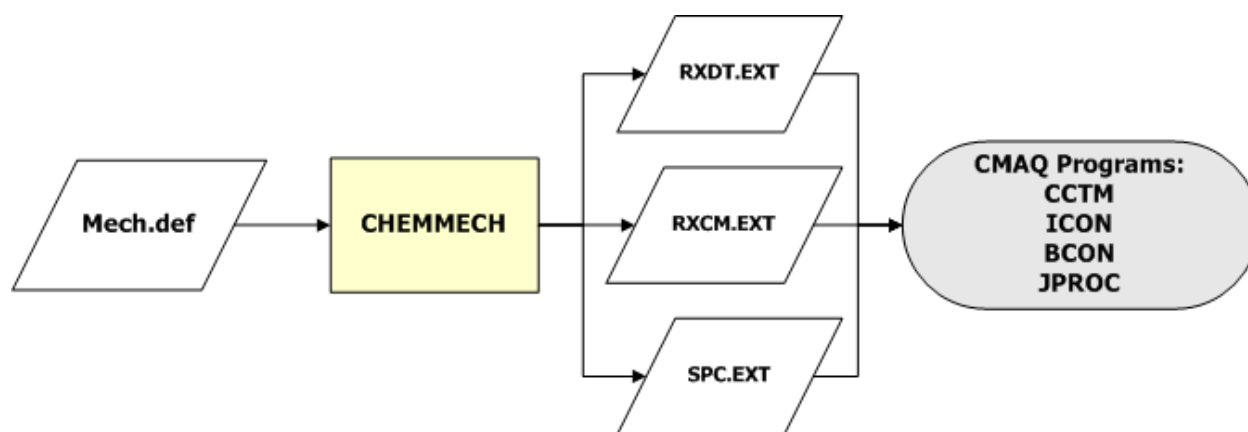 Mech.def
CHEMMECH
RXDT.EXT
RXCM.EXT
SPC.EXT
CMAQ Programs:
CCTM
ICON
BCON
JPROC